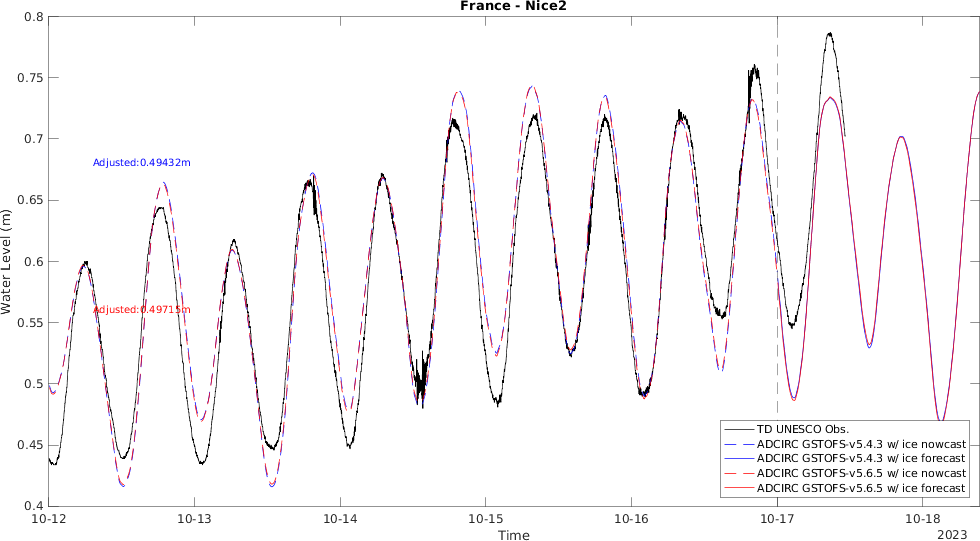 France - Nice2
0.8
0.75
0.7
0.65
0.6
0.55
0.5
0.45
0.4
Water Level (m)
Adjusted:0.49432m
Adjusted:0.49715m
TD UNESCO Obs.
ADCIRC GSTOFS-v5.4.3 w/ ice nowcast
ADCIRC GSTOFS-v5.4.3 w/ ice forecast
ADCIRC GSTOFS-v5.6.5 w/ ice nowcast
ADCIRC GSTOFS-v5.6.5 w/ ice forecast
10-12 10-13 10-14 10-15 10-16 10-17 10-18
Time
2023